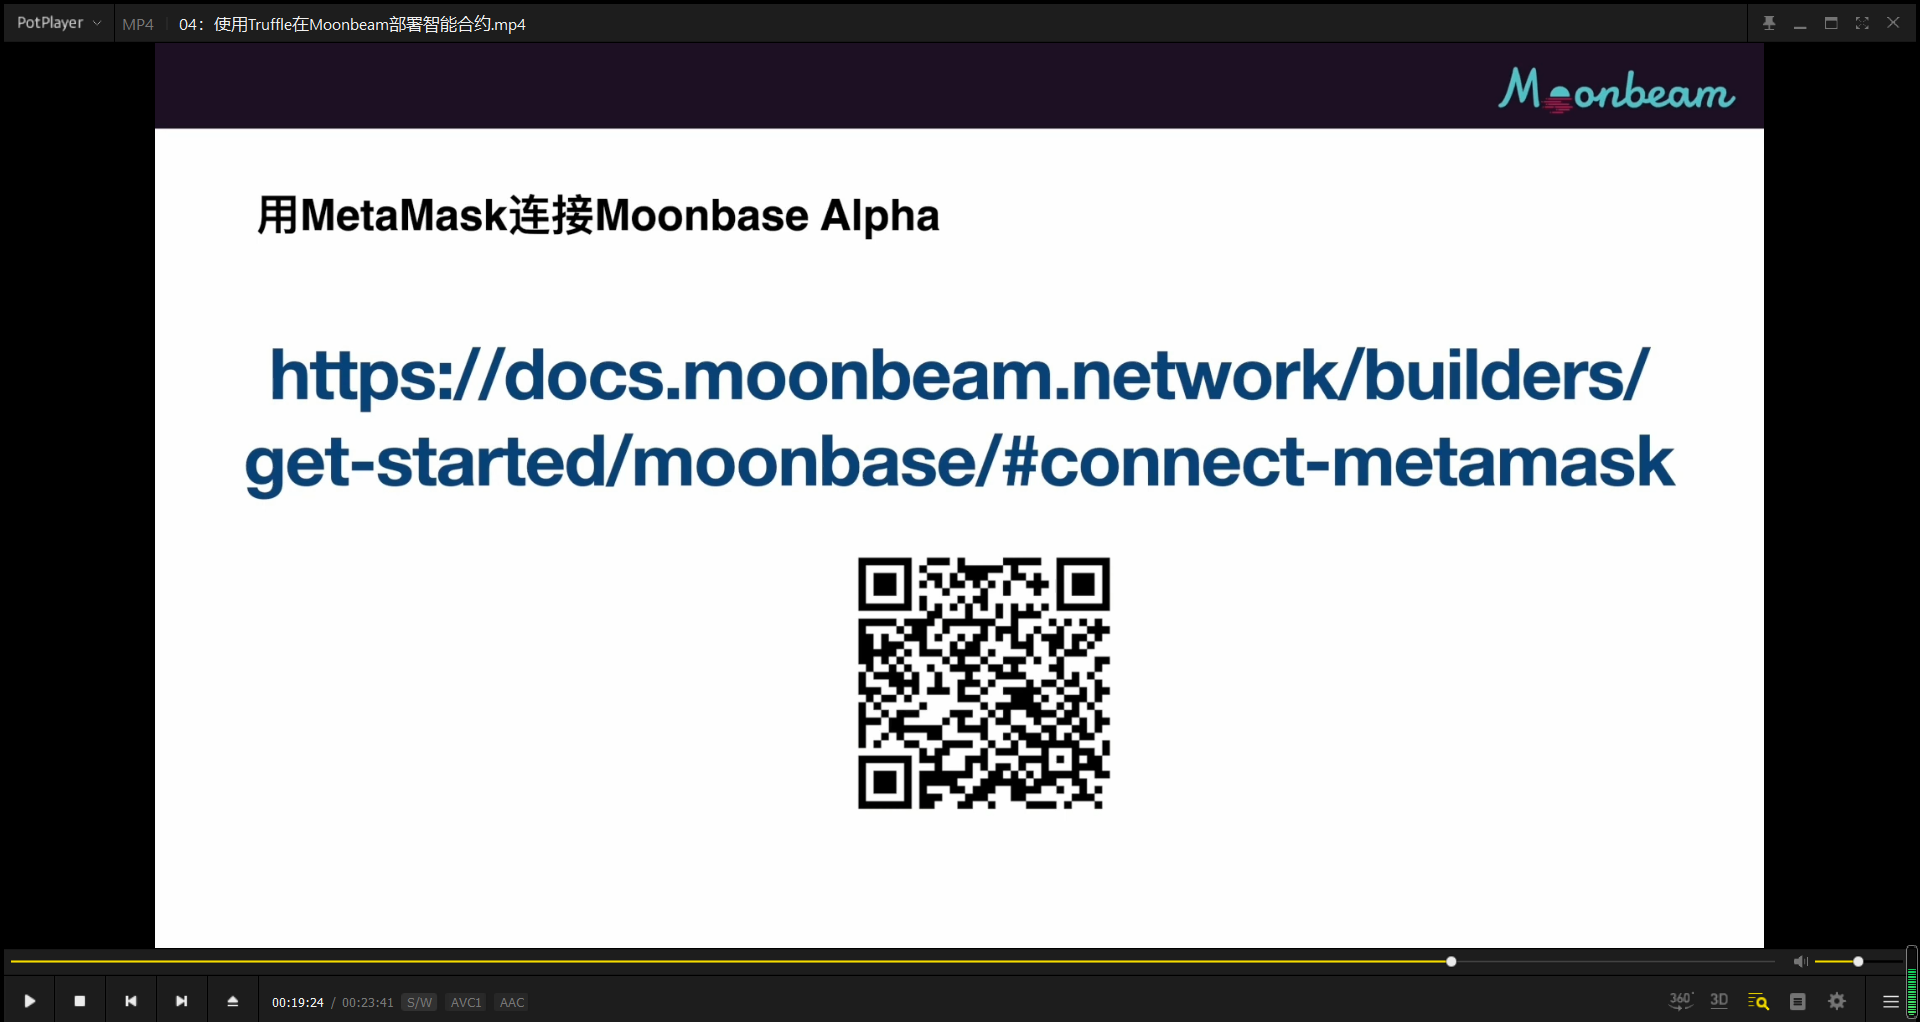 PotPlayer MP4 04：使用Truffle在Moonbeam部署智能合约.mp4
Moonbeam
用MetaMask连接Moonbase Alpha
https://docs.moonbeam.network/builders/
get-started/moonbase/#connect-metamask
00:19:24 / 00:23:41 S/W AVC1 AAC 360° 3D